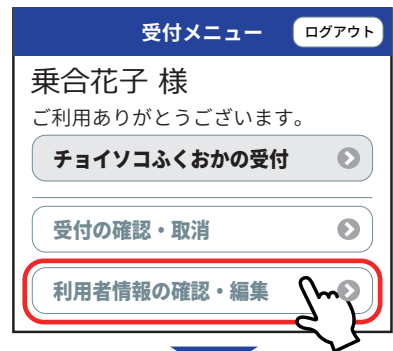 受付メニュー
ログアウト
乗合花子 様
ご利用ありがとうございます。
チョイソコふくおかの受付
受付の確認・取消
利用者情報の確認・編集